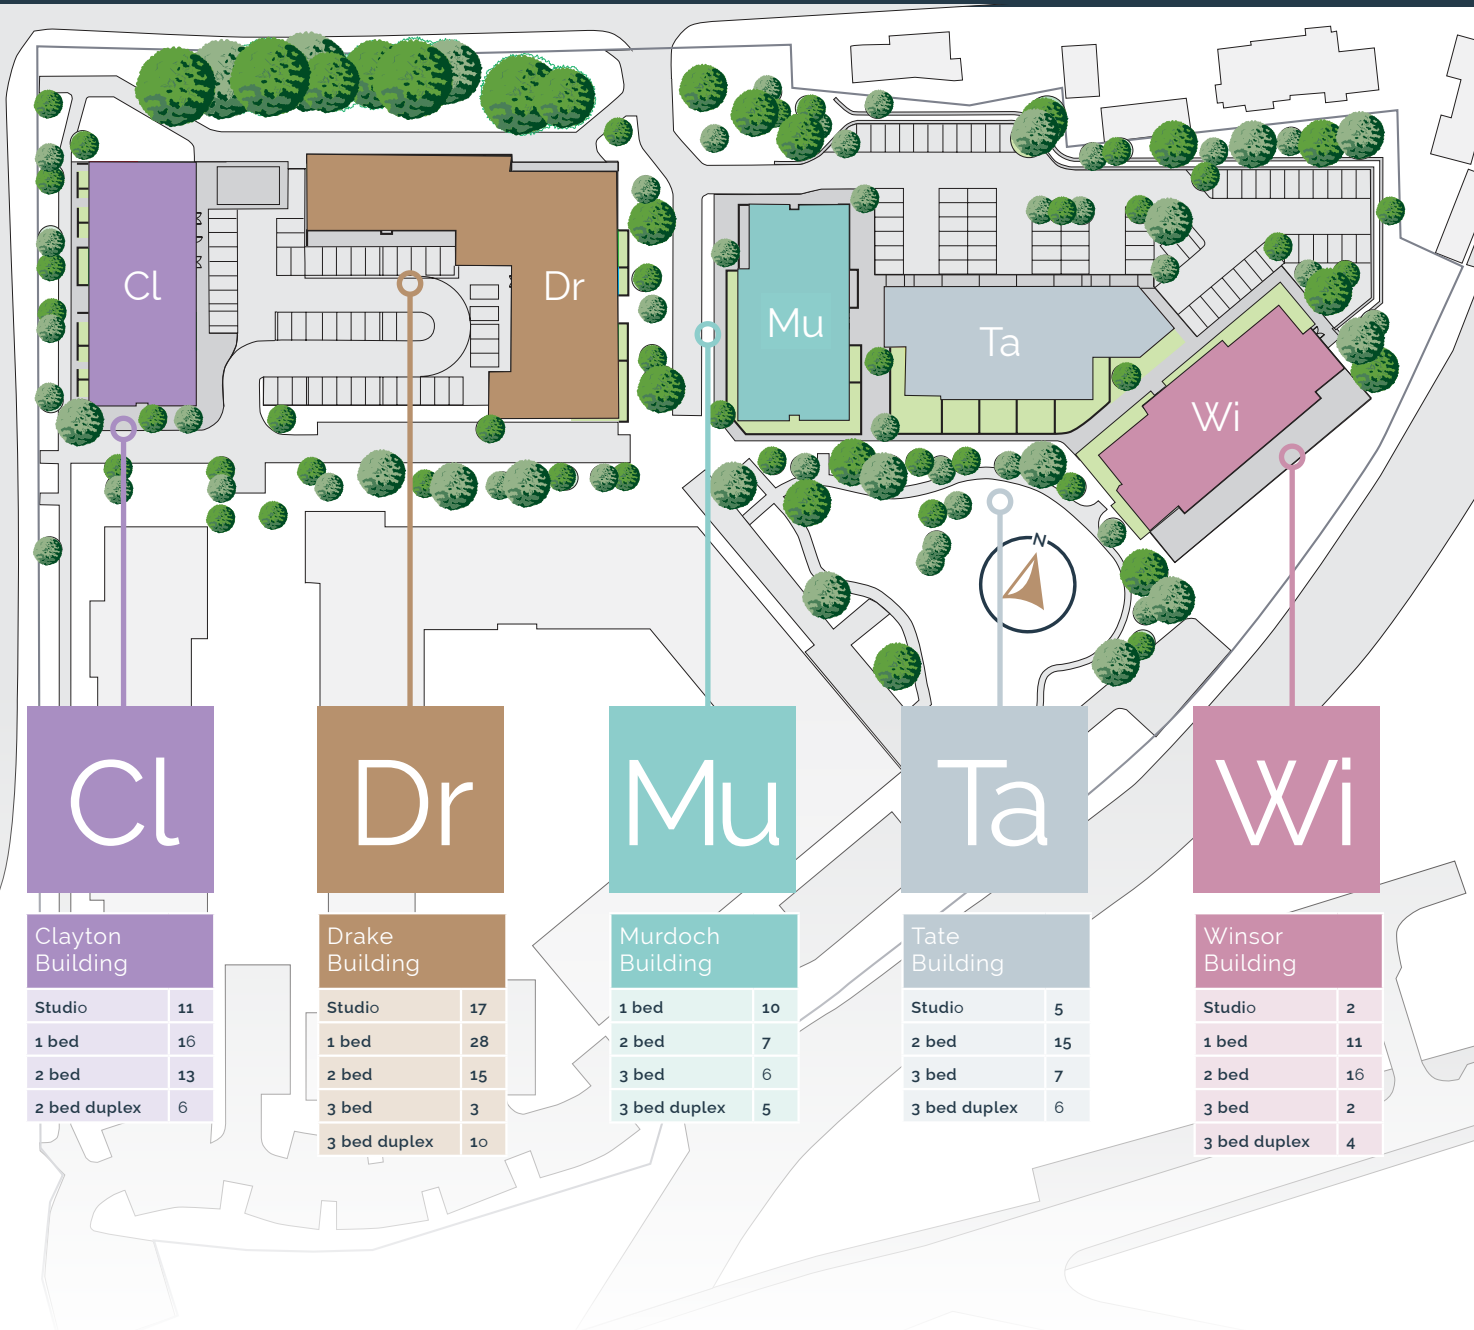 Cl
Dr
Mu
Ta
Wi
N
Cl
Dr
Mu
Ta
Wi
Clayton
Building
Studio 11
1 bed 16
2 bed 13
2 bed duplex 6
Drake
Building
Studio 17
1 bed 28
2 bed 15
3 bed 3
3 bed duplex 10
Murdoch
Building
1 bed 10
2 bed 7
3 bed 6
3 bed duplex 5
Tate
Building
Studio 5
2 bed 15
3 bed 7
3 bed duplex 6
Winsor
Building
Studio 2
1 bed 11
2 bed 16
3 bed 2
3 bed duplex 4